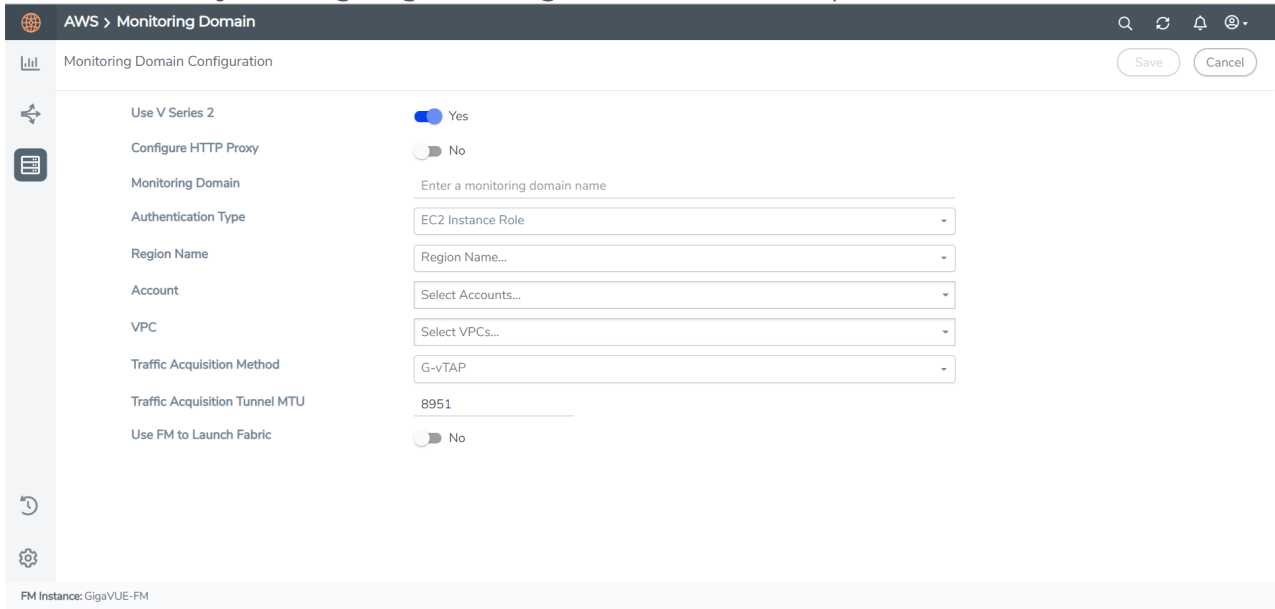 AWS > Monitoring Domain
Monitoring Domain Configuration
Save
Cancel
Use V Series 2
Yes
Configure HTTP Proxy
No
Monitoring Domain
Enter a monitoring domain name
Authentication Type
EC2 Instance Role
Region Name
Region Name...
Account
Select Accounts...
VPC
Select VPCs...
Traffic Acquisition Method
G-vTAP
Traffic Acquisition Tunnel MTU
8951
Use FM to Launch Fabric
No
FM Instance: GigaVUE-FM